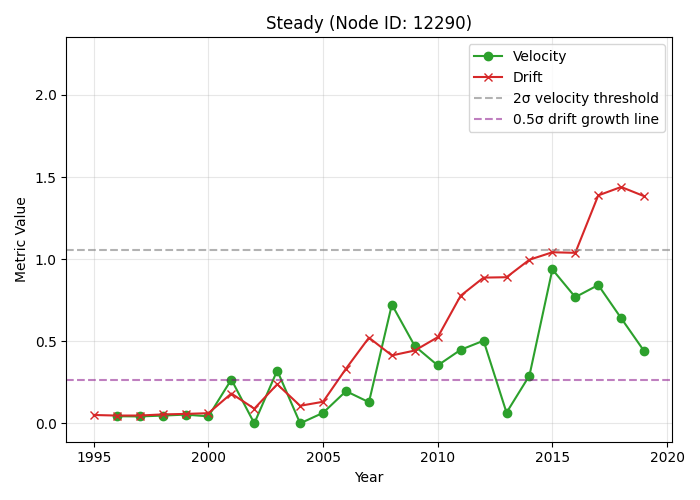 Steady (Node ID: 12290)
Velocity
Drift
2σ velocity threshold
0.5σ drift growth line
Metric Value
2.0
1.5
1.0
0.5
0.0
1995 2000 2005 2010 2015 2020
Year